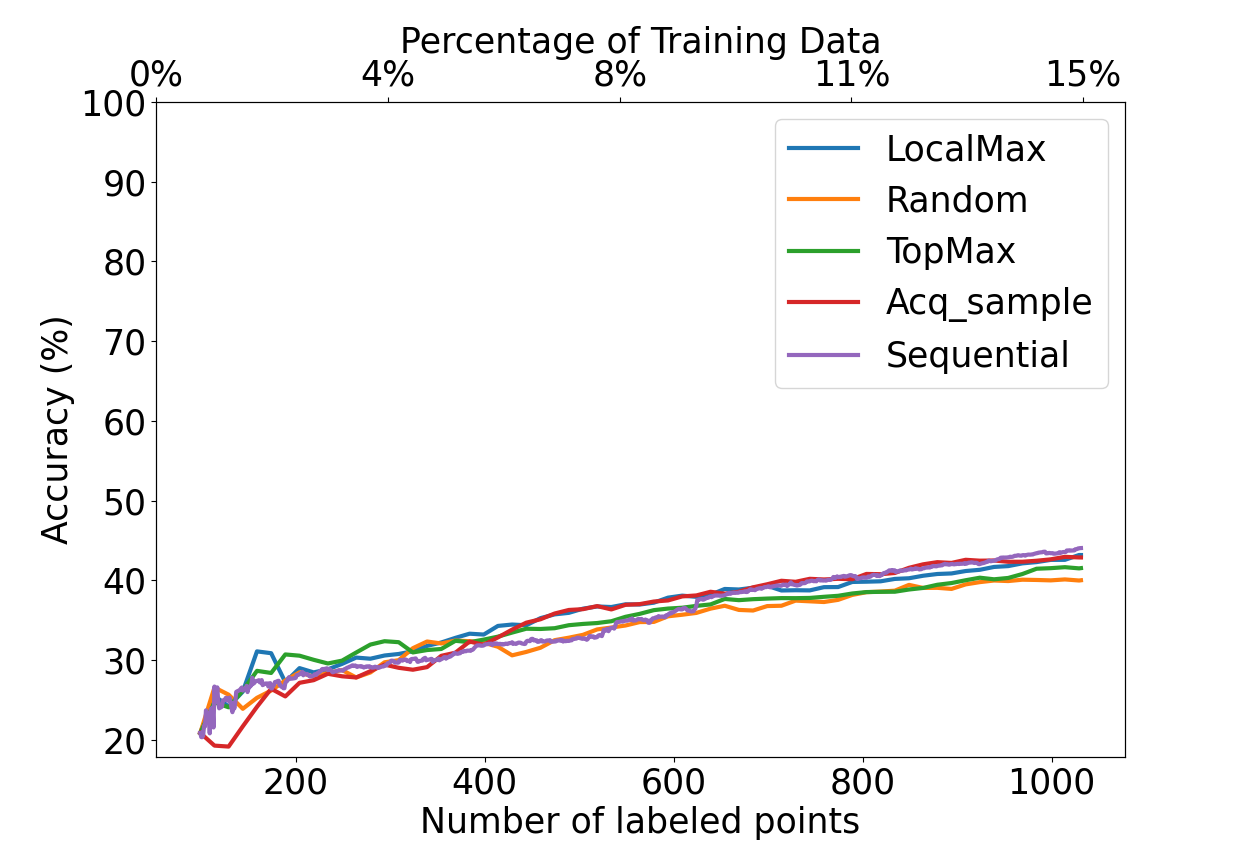 Percentage of Training Data
0% 4% 8% 11% 15%
100
90
80
70
60
50
40
30
20
Accuracy (%)
LocalMax
Random
TopMax
Acq_sample
Sequential
200 400 600 800 1000
Number of labeled points